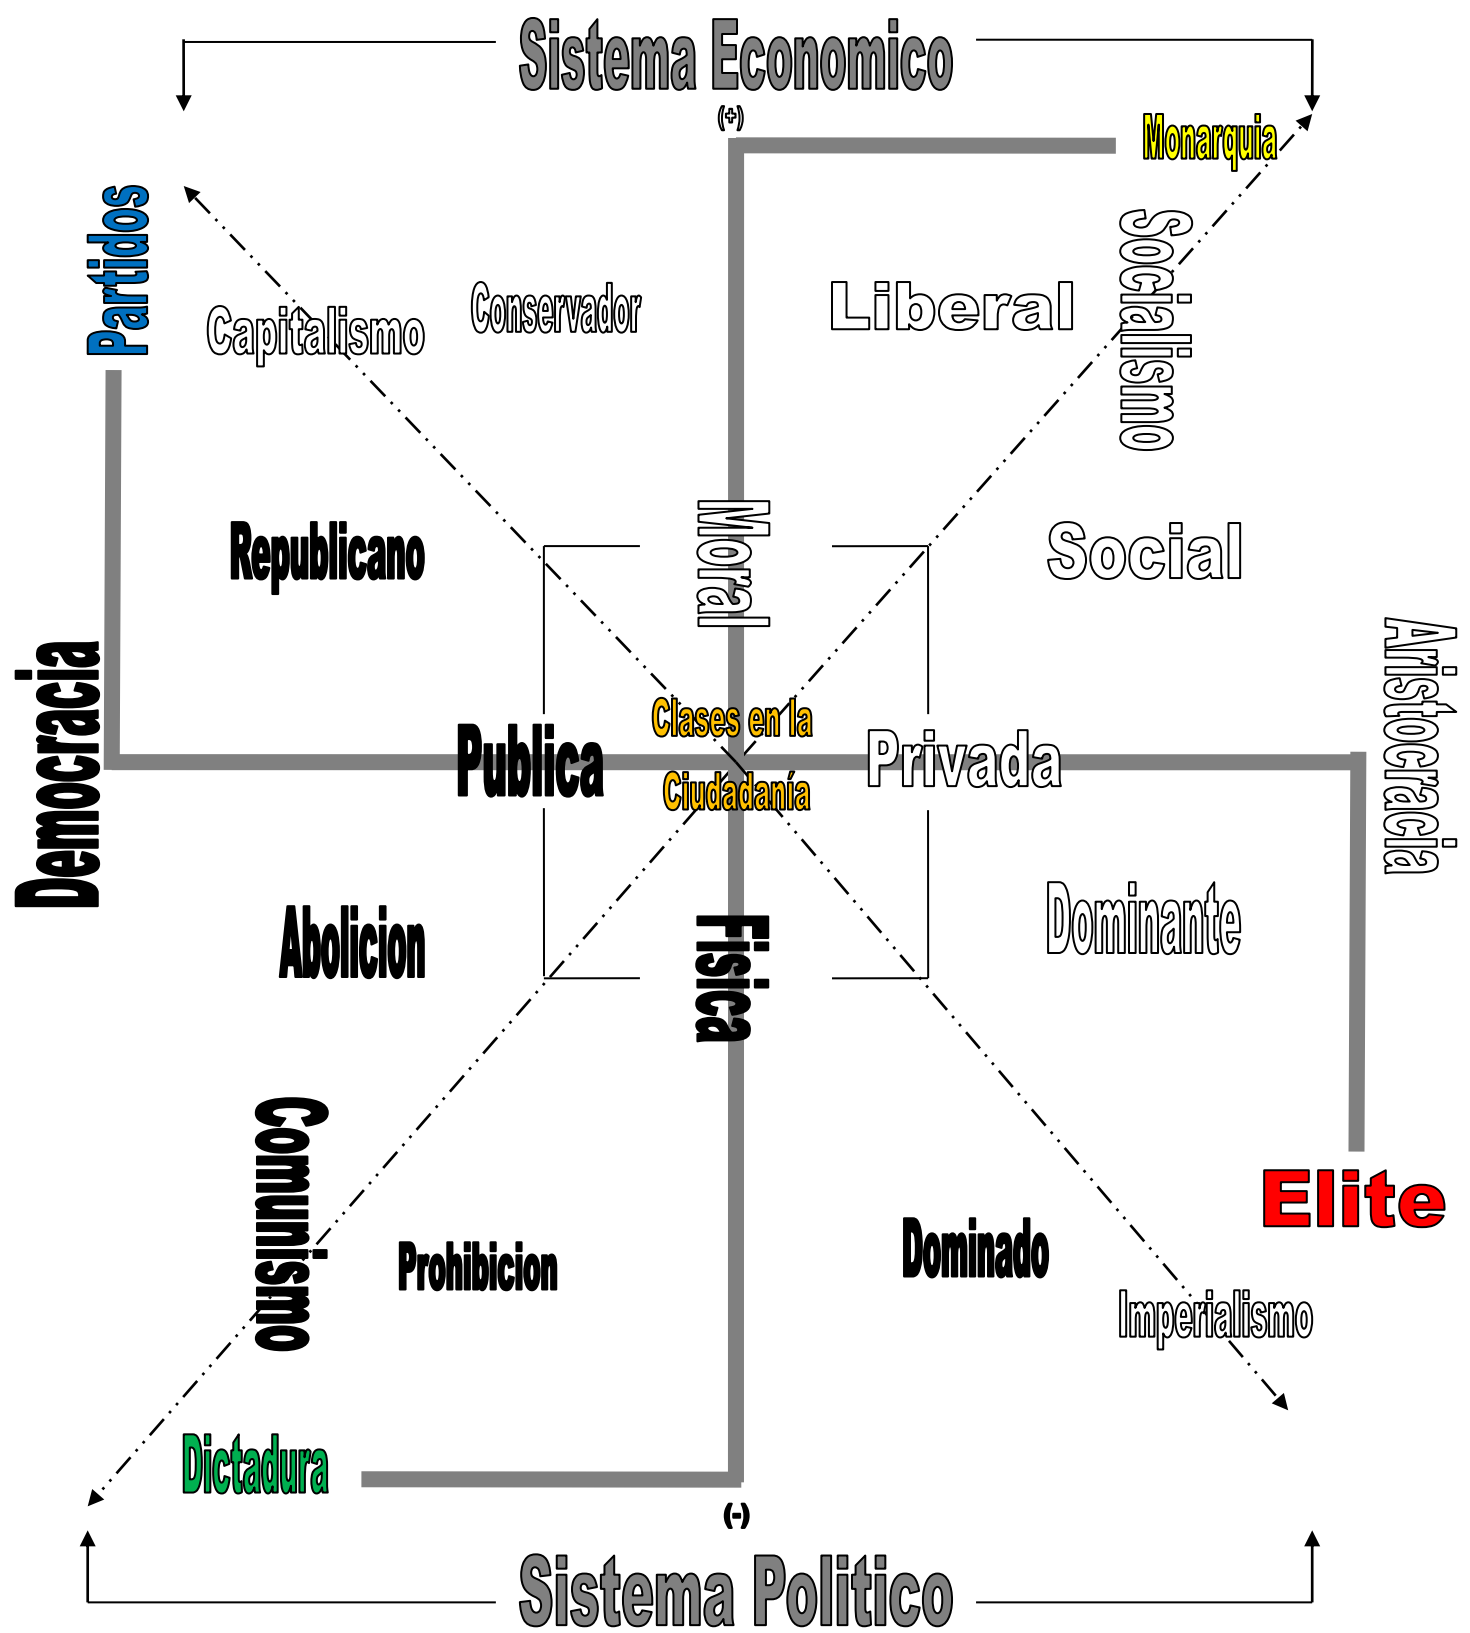 Sistema Economico
(+)
Monarquia
Partidos
Capitalismo
Conservador
Liberal
Socialismo
Republicano
Moral
Social
Democracia
Aristocracia
Clases en la
Publica
Privada
Ciudadanía
Abolicion
Fisica
Dominante
Comunismo
Elite
Prohibicion
Dominado
Imperialismo
Dictadura
(-)
Sistema Politico